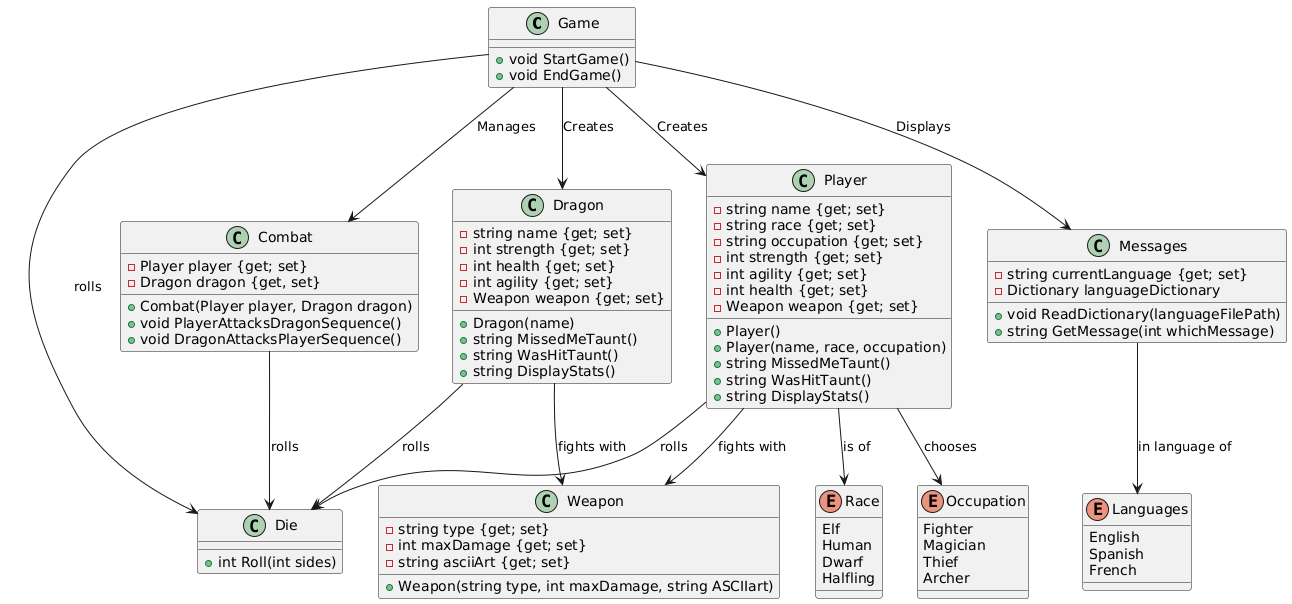 C Game
void StartGame()
void EndGame()
Manages
Creates
Creates
Displays
rolls
C Combat
Player player {get; set}
Dragon dragon {get, set}
Combat(Player player, Dragon dragon)
void PlayerAttacksDragonSequence()
void DragonAttacksPlayerSequence()
C Dragon
string name {get; set}
int strength {get; set}
int health {get; set}
int agility {get; set}
Weapon weapon {get; set}
Dragon(name)
string MissedMeTaunt()
string WasHitTaunt()
string DisplayStats()
C Player
string name {get; set}
string race {get; set}
string occupation {get; set}
int strength {get; set}
int agility {get; set}
int health {get; set}
Weapon weapon {get; set}
Player()
Player(name, race, occupation)
string MissedMeTaunt()
string WasHitTaunt()
string DisplayStats()
C Messages
string currentLanguage {get; set}
Dictionary languageDictionary
void ReadDictionary(languageFilePath)
string GetMessage(int whichMessage)
rolls
rolls
fights with
rolls
fights with
is of
chooses
in language of
C Die
int Roll(int sides)
C Weapon
string type {get; set}
int maxDamage {get; set}
string asciiArt {get; set}
Weapon(string type, int maxDamage, string ASCIIart)
E Race
Elf
Human
Dwarf
Halfling
E Occupation
Fighter
Magician
Thief
Archer
E Languages
English
Spanish
French